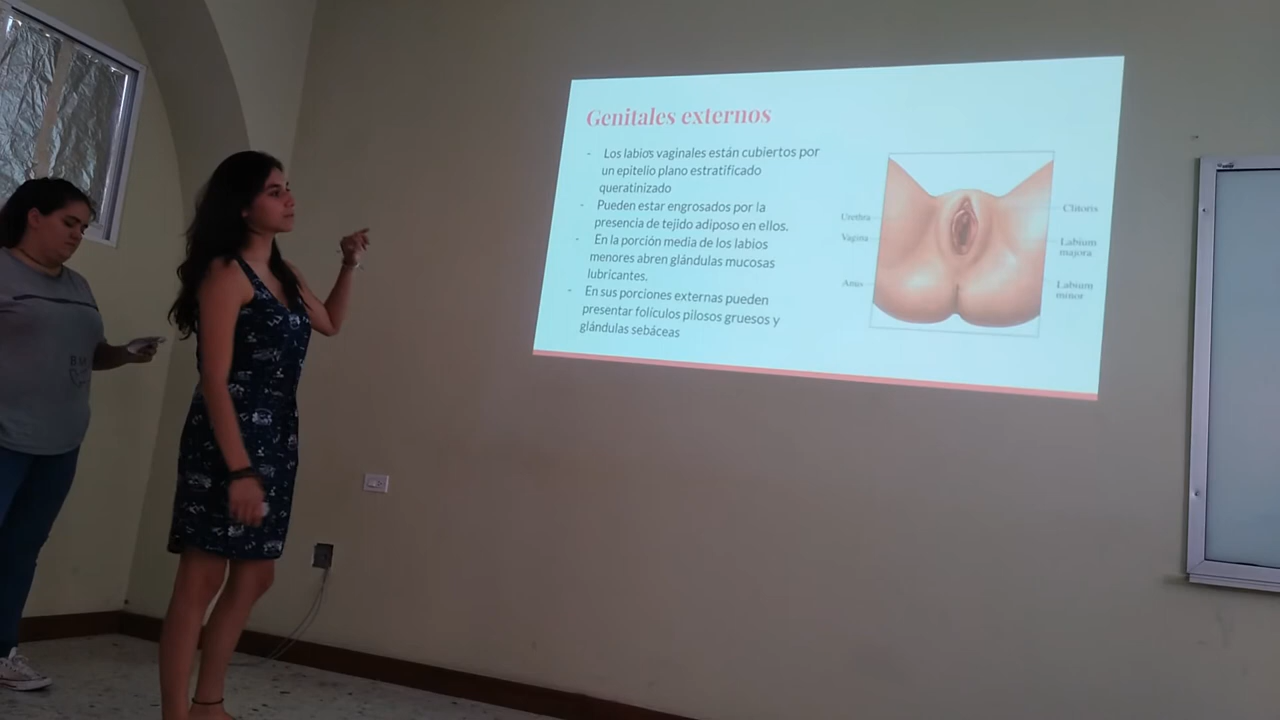 Genitales externos
- Los labios vaginales están cubiertos por
un epitelio plano estratificado
queratinizado
- Pueden estar engrosados por la
presencia de tejido adiposo en ellos.
- En la porción media de los labios
menores abren glándulas mucosas
lubricantes.
- En sus porciones externas pueden
presentar folículos pilosos gruesos y
glándulas sebáceas
Urethra
Vagina
Anus
Clitoris
Labium
majora
Labium
minor